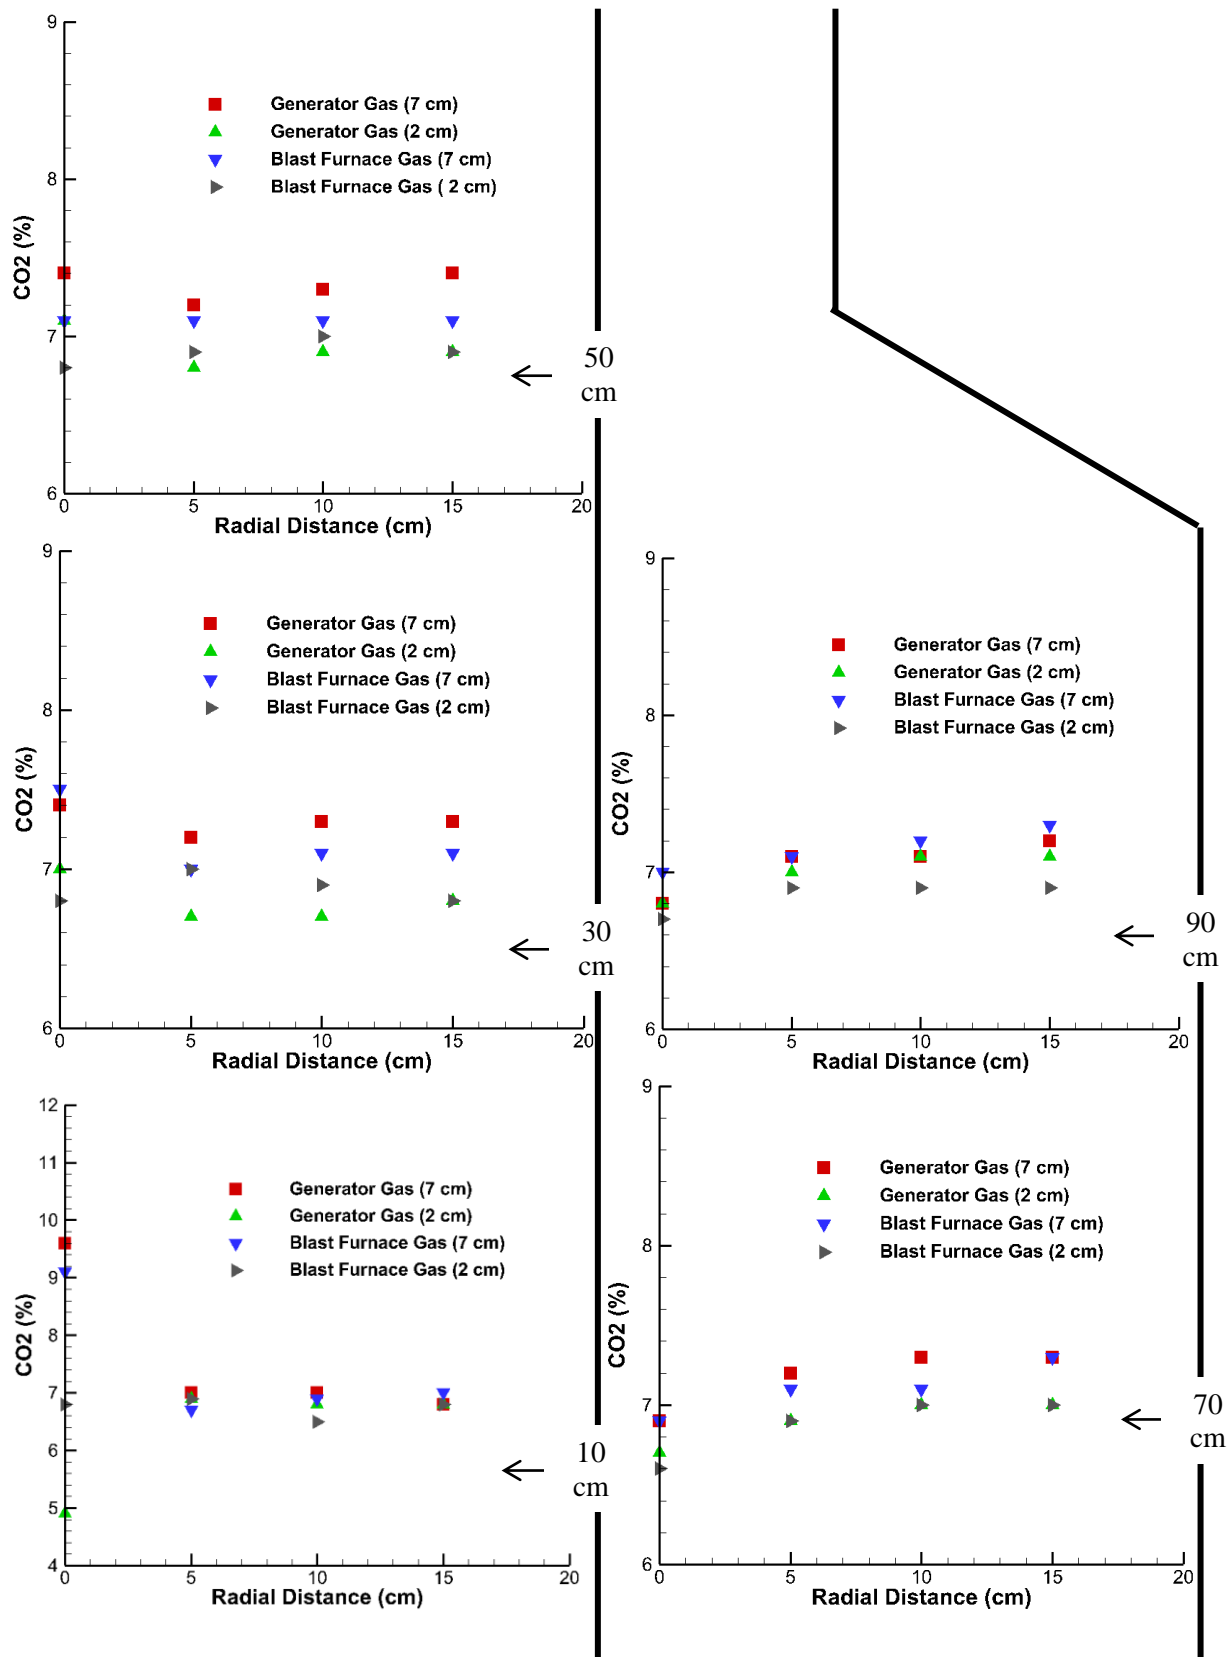 9
8
7
6
CO2 (%)
Generator Gas (7 cm)
Generator Gas (2 cm)
Blast Furnace Gas (7 cm)
Blast Furnace Gas ( 2 cm)
50
cm
0 5 10 15 20
Radial Distance (cm)
9
8
7
6
CO2 (%)
Generator Gas (7 cm)
Generator Gas (2 cm)
Blast Furnace Gas (7 cm)
Blast Furnace Gas (2 cm)
30
cm
0 5 10 15 20
Radial Distance (cm)
9
8
7
6
CO2 (%)
Generator Gas (7 cm)
Generator Gas (2 cm)
Blast Furnace Gas (7 cm)
Blast Furnace Gas (2 cm)
90
cm
0 5 10 15 20
Radial Distance (cm)
12
11
10
9
8
7
6
5
4
CO2 (%)
Generator Gas (7 cm)
Generator Gas (2 cm)
Blast Furnace Gas (7 cm)
Blast Furnace Gas (2 cm)
10
cm
0 5 10 15 20
Radial Distance (cm)
9
8
7
6
CO2 (%)
Generator Gas (7 cm)
Generator Gas (2 cm)
Blast Furnace Gas (7 cm)
Blast Furnace Gas (2 cm)
70
cm
0 5 10 15 20
Radial Distance (cm)